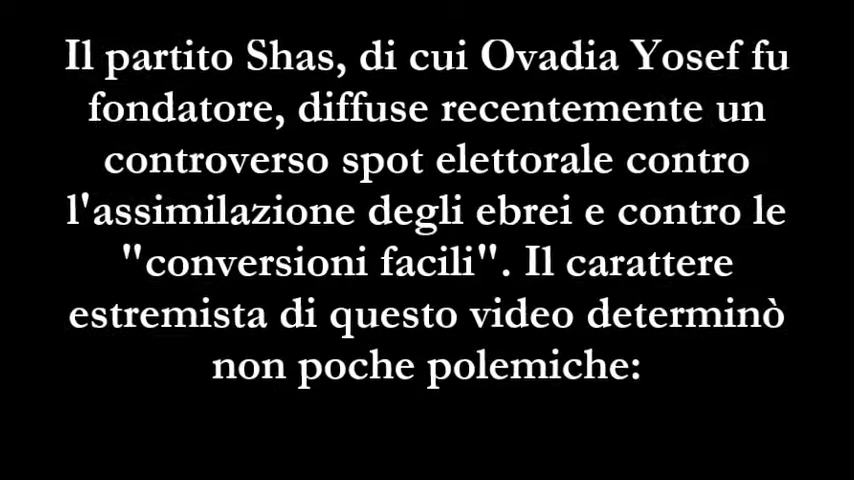 Il partito Shas, di cui Ovadia Yosef fu
fondatore, diffuse recentemente un
controverso spot elettorale contro
l'assimilazione degli ebrei e contro le
"conversioni facili". Il carattere
estremista di questo video determinò
non poche polemiche: